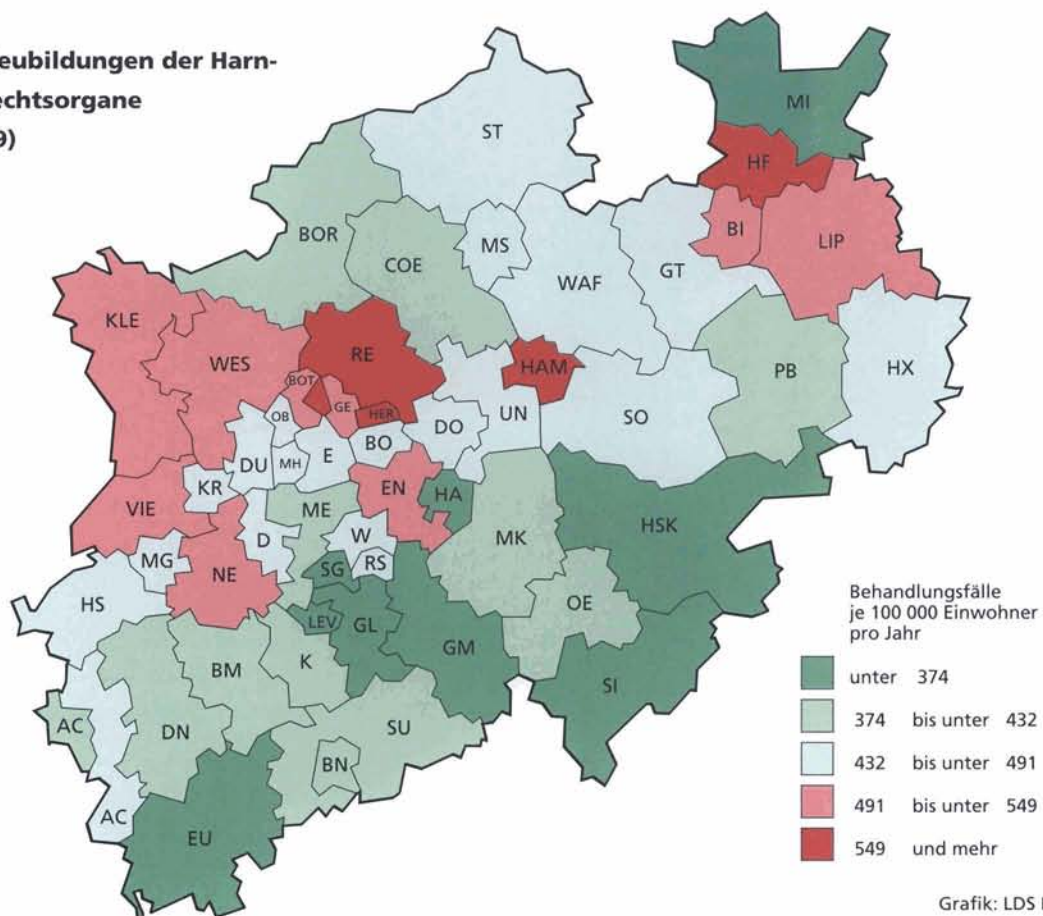 eubildungen der Harn-
echtsorgane
9)
ST
MI
HF
BOR
MS
BI
LIP
COE
GT
WAF
KLE
RE
WES
HAM
PB
HX
BOT
GE
HER
OB
UN
SO
DO
BO
E
DU
MH
KR
EN
HA
VIE
ME
HSK
D
W
MK
MG
RS
NE
SG
HS
OE
LEV
GL
GM
K
BM
SI
AC
DN
SU
BN
AC
EU
Behandlungsfälle
je 100 000 Einwohner
pro Jahr
unter 374
374 bis unter 432
432 bis unter 491
491 bis unter 549
549 und mehr
Grafik: LDS